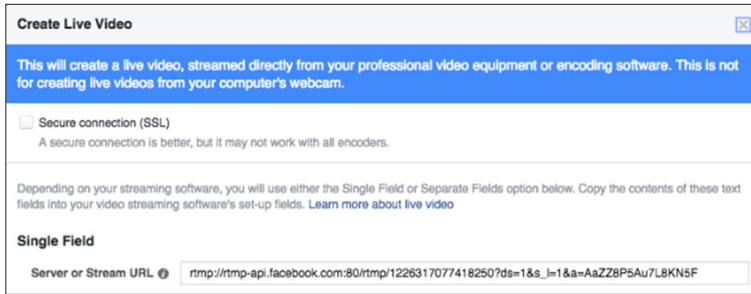 Create Live Video
This will create a live video, streamed directly from your professional video equipment or encoding software. This is not
for creating live videos from your computer's webcam.
Secure connection (SSL)
A secure connection is better, but it may not work with all encoders.
Depending on your streaming software, you will use either the Single Field or Separate Fields option below. Copy the contents of these text
fields into your video streaming software's set-up fields. Learn more about live video
Single Field
Server or Stream URL rtmp://rtmp-api.facebook.com:80/rtmp/1226317077418250?ds=1&s_l=1&a=AaZZ8P5Au7L8KN5F